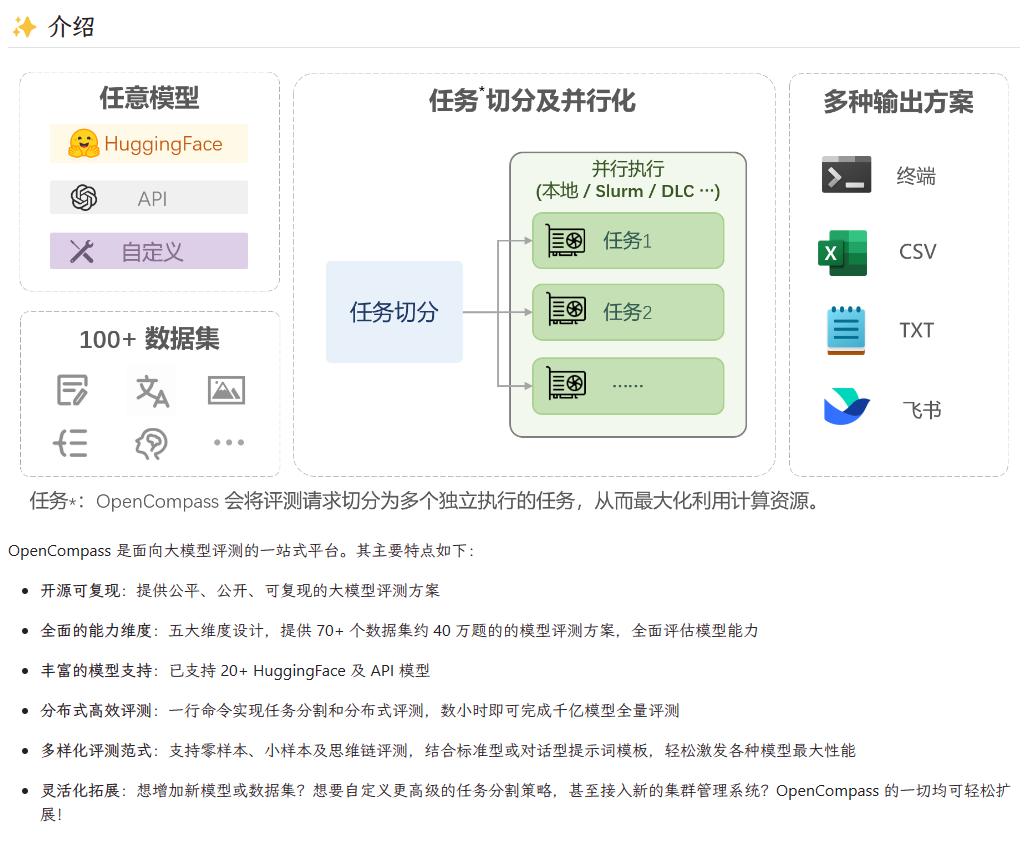 ✨ 介绍
任意模型
HuggingFace
API
自定义
100+ 数据集
任务*切分及并行化
任务切分
并行执行
(本地 / Slurm / DLC ···)
任务1
任务2
······
多种输出方案
终端
CSV
TXT
飞书
任务*：OpenCompass 会将评测请求切分为多个独立执行的任务，从而最大化利用计算资源。
OpenCompass 是面向大模型评测的一站式平台。其主要特点如下：
• 开源可复现：提供公平、公开、可复现的大模型评测方案
• 全面的能力维度：五大维度设计，提供 70+ 个数据集约 40 万题的的模型评测方案，全面评估模型能力
• 丰富的模型支持：已支持 20+ HuggingFace 及 API 模型
• 分布式高效评测：一行命令实现任务分割和分布式评测，数小时即可完成千亿模型全量评测
• 多样化评测范式：支持零样本、小样本及思维链评测，结合标准型或对话型提示词模板，轻松激发各种模型最大性能
• 灵活化拓展：想增加新模型或数据集？想要自定义更高级的任务分割策略，甚至接入新的集群管理系统？OpenCompass 的一切均可轻松扩
展！